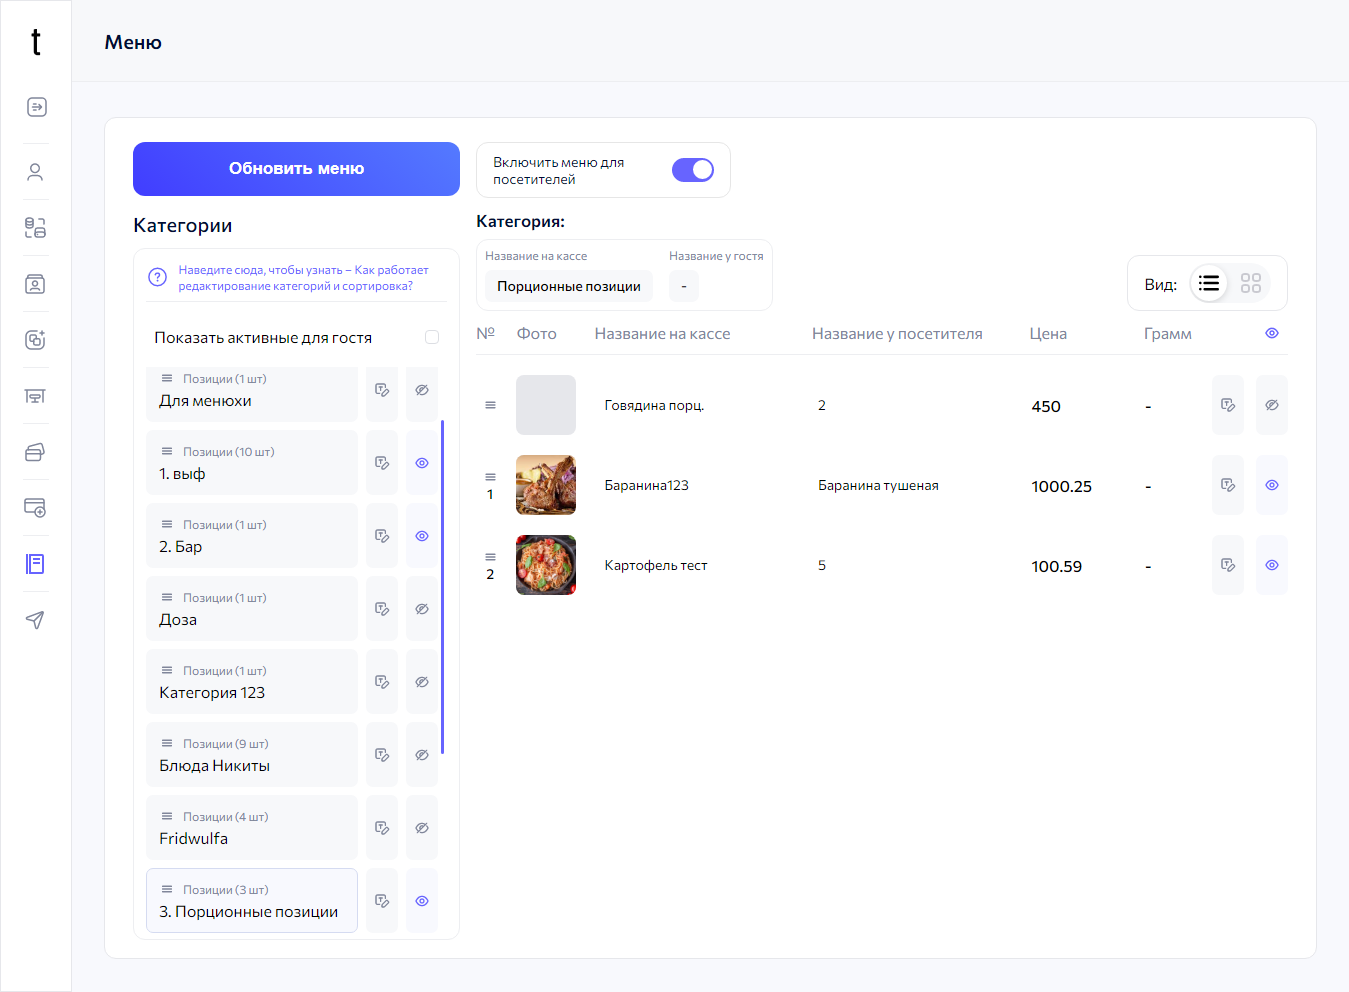 t
Меню
Обновить меню
Включить меню для
посетителей
Категории
Наведите сюда, чтобы узнать – Как работает
редактирование категорий и сортировка?
Показать активные для гостя
Позиции (1 шт)
Для менюхи
Позиции (10 шт)
1. выф
Позиции (1 шт)
2. Бар
Позиции (1 шт)
Доза
Позиции (1 шт)
Категория 123
Позиции (9 шт)
Блюда Никиты
Позиции (4 шт)
Fridwulfa
Позиции (3 шт)
3. Порционные позиции
Категория:
Название на кассе Название у гостя
Порционные позиции -
Вид:
№ Фото Название на кассе Название у посетителя Цена Грамм
Говядина порц. 2 450 -
1 Баранина123 Баранина тушеная 1000.25 -
2 Картофель тест 5 100.59 -